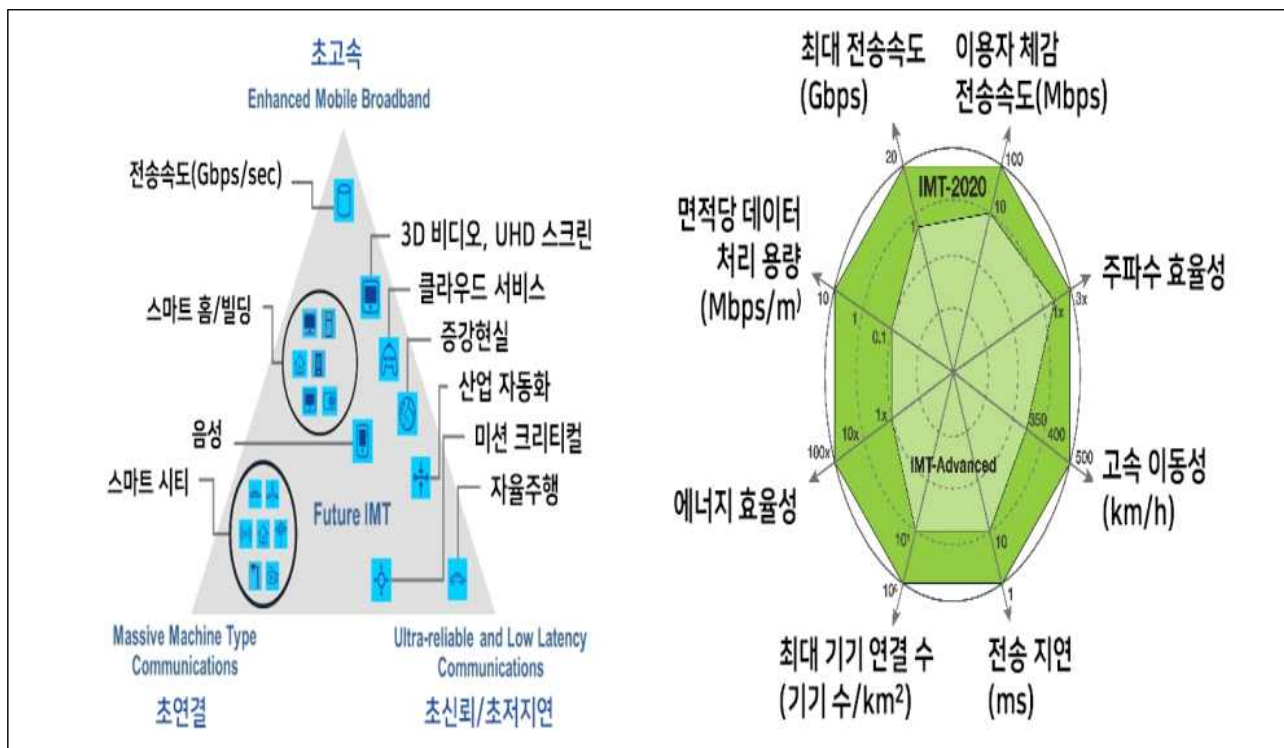 초고속
Enhanced Mobile Broadband
전송속도(Gbps/sec)
3D 비디오, UHD 스크린
클라우드 서비스
스마트 홈/빌딩
증강현실
산업 자동화
음성
미션 크리티컬
스마트 시티
자율주행
Future IMT
Massive Machine Type
Communications
초연결
Ultra-reliable and Low Latency
Communications
초신뢰/초저지연
최대 전송속도
(Gbps)
이용자 체감
전송속도(Mbps)
20
100
IMT-2020
1
10
면적당 데이터
처리 용량
(Mbps/m
주파수 효율성
3x
1x
10
1
0.1
1x
10x
100x
350
400
500
IMT-Advanced
에너지 효율성
고속 이동성
(km/h)
10
1
최대 기기 연결 수
(기기 수/km²)
전송 지연
(ms)